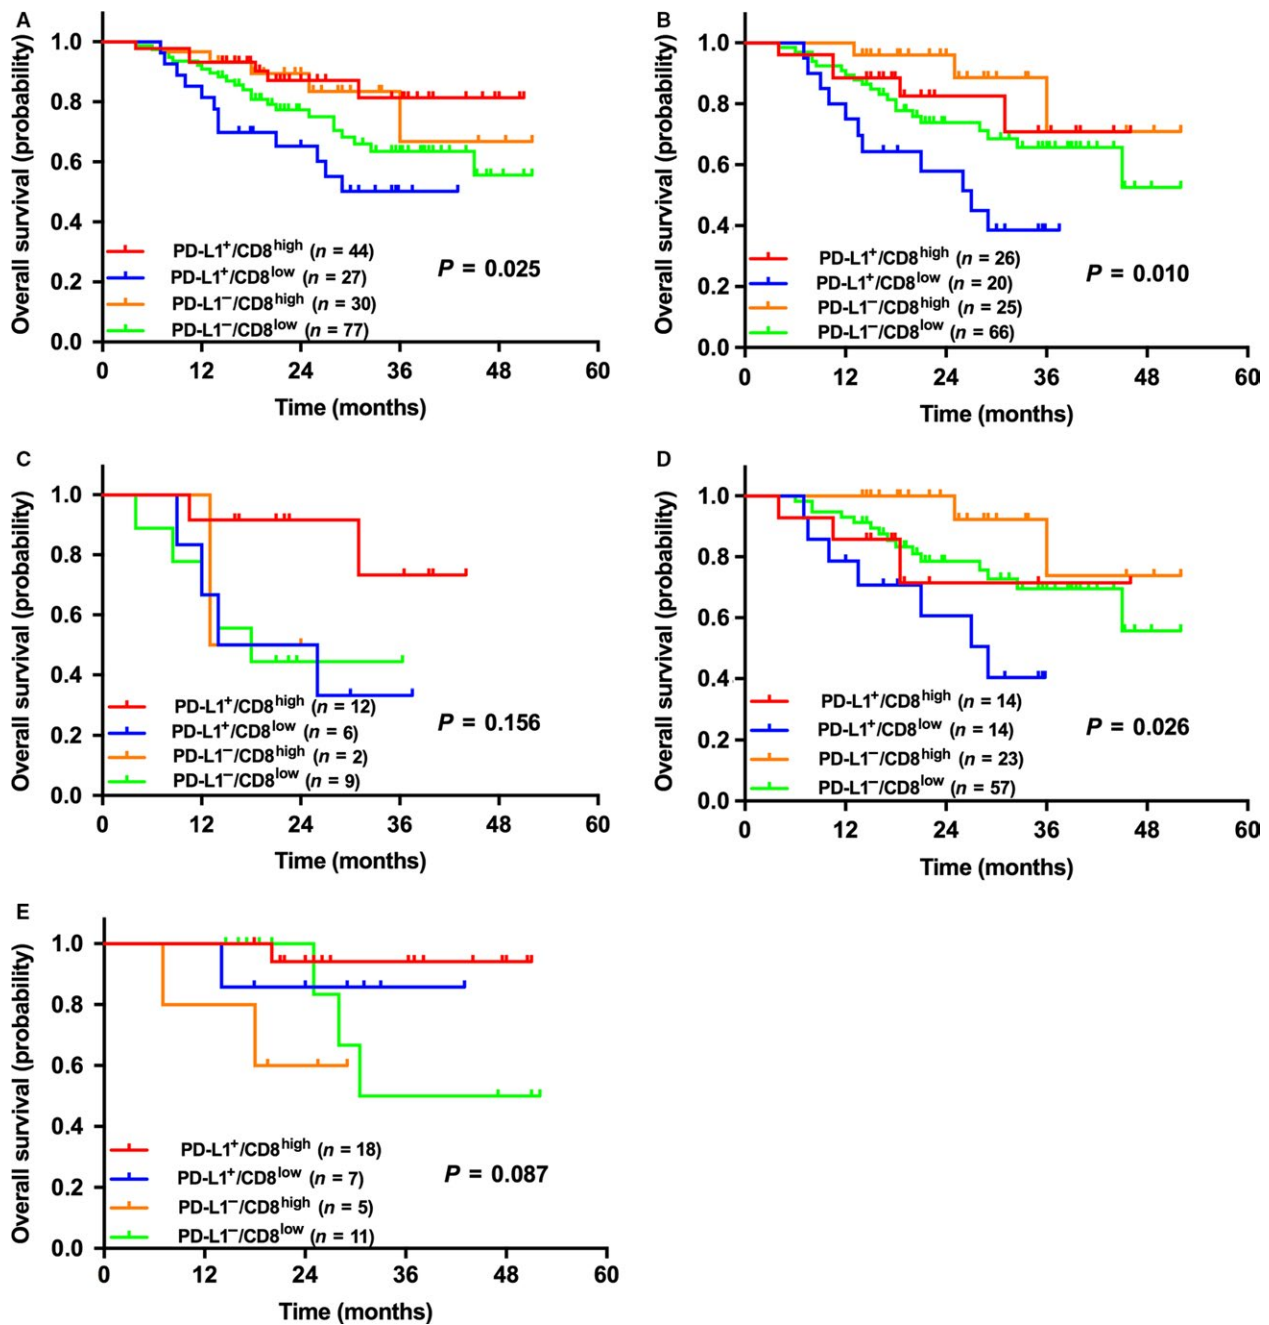 A
Overall survival (probability)
1.0
0.8
0.6
0.4
0.2
0.0
PD-L1⁺/CD8ʰⁱᵍʰ (n = 44)
PD-L1⁺/CD8ˡᵒʷ (n = 27)
PD-L1⁻/CD8ʰⁱᵍʰ (n = 30)
PD-L1⁻/CD8ˡᵒʷ (n = 77)
P = 0.025
0 12 24 36 48 60
Time (months)
B
Overall survival (probability)
1.0
0.8
0.6
0.4
0.2
0.0
PD-L1⁺/CD8ʰⁱᵍʰ (n = 26)
PD-L1⁺/CD8ˡᵒʷ (n = 20)
PD-L1⁻/CD8ʰⁱᵍʰ (n = 25)
PD-L1⁻/CD8ˡᵒʷ (n = 66)
P = 0.010
0 12 24 36 48 60
Time (months)
C
Overall survival (probability)
1.0
0.8
0.6
0.4
0.2
0.0
PD-L1⁺/CD8ʰⁱᵍʰ (n = 12)
PD-L1⁺/CD8ˡᵒʷ (n = 6)
PD-L1⁻/CD8ʰⁱᵍʰ (n = 2)
PD-L1⁻/CD8ˡᵒʷ (n = 9)
P = 0.156
0 12 24 36 48 60
Time (months)
D
Overall survival (probability)
1.0
0.8
0.6
0.4
0.2
0.0
PD-L1⁺/CD8ʰⁱᵍʰ (n = 14)
PD-L1⁺/CD8ˡᵒʷ (n = 14)
PD-L1⁻/CD8ʰⁱᵍʰ (n = 23)
PD-L1⁻/CD8ˡᵒʷ (n = 57)
P = 0.026
0 12 24 36 48 60
Time (months)
E
Overall survival (probability)
1.0
0.8
0.6
0.4
0.2
0.0
PD-L1⁺/CD8ʰⁱᵍʰ (n = 18)
PD-L1⁺/CD8ˡᵒʷ (n = 7)
PD-L1⁻/CD8ʰⁱᵍʰ (n = 5)
PD-L1⁻/CD8ˡᵒʷ (n = 11)
P = 0.087
0 12 24 36 48 60
Time (months)